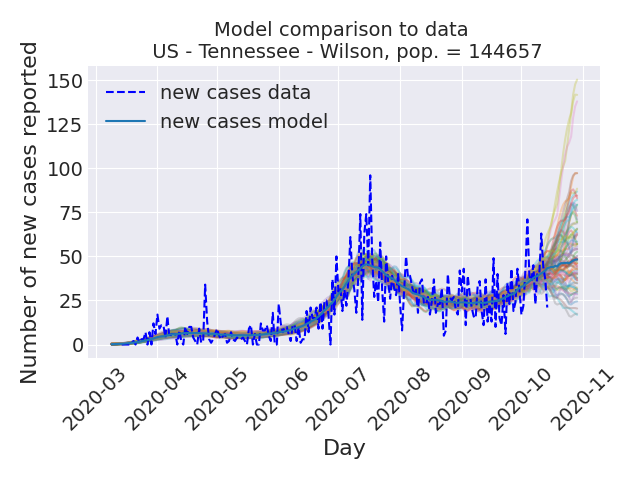 Model comparison to data
US - Tennessee - Wilson, pop. = 144657
Number of new cases reported
150
125
100
75
50
25
0
new cases data
new cases model
2020-03
2020-04
2020-05
2020-06
2020-07
2020-08
2020-09
2020-10
2020-11
Day